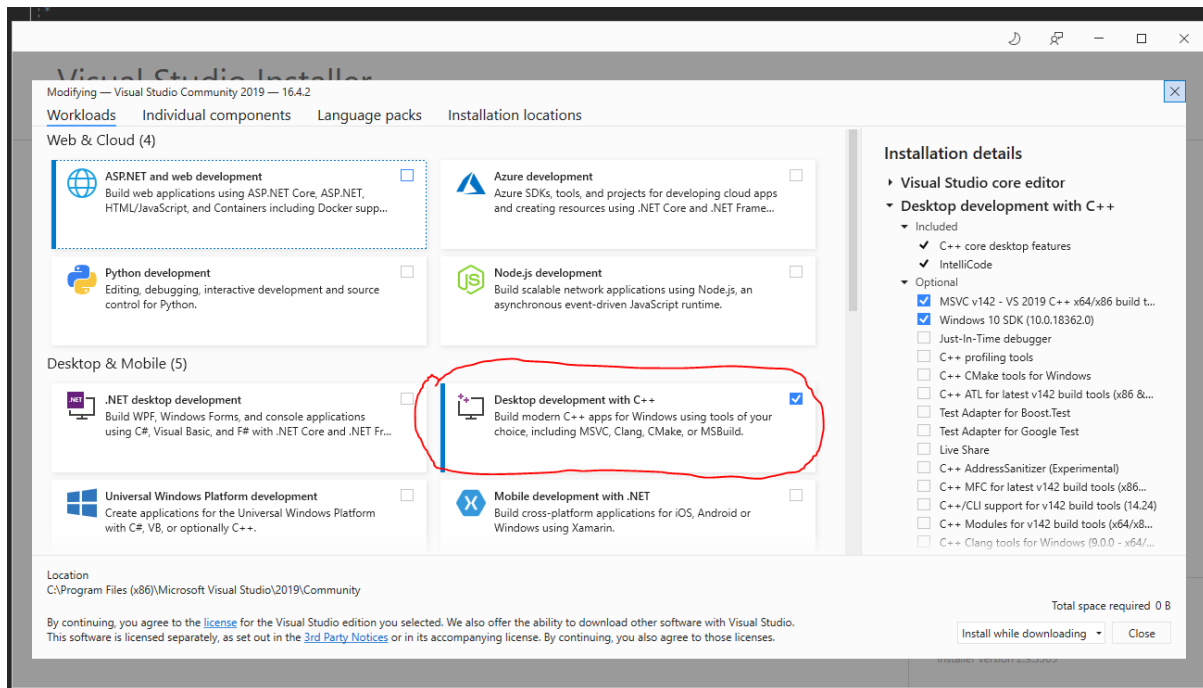 Visual Studio Installer
Modifying — Visual Studio Community 2019 — 16.4.2
Workloads Individual components Language packs Installation locations
Web & Cloud (4)
ASP.NET and web development
Build web applications using ASP.NET Core, ASP.NET,
HTML/JavaScript, and Containers including Docker supp...
Azure development
Azure SDKs, tools, and projects for developing cloud apps
and creating resources using .NET Core and .NET Frame...
Python development
Editing, debugging, interactive development and source
control for Python.
Node.js development
Build scalable network applications using Node.js, an
asynchronous event-driven JavaScript runtime.
Desktop & Mobile (5)
.NET
.NET desktop development
Build WPF, Windows Forms, and console applications
using C#, Visual Basic, and F# with .NET Core and .NET Fr...
Desktop development with C++
Build modern C++ apps for Windows using tools of your
choice, including MSVC, Clang, CMake, or MSBuild.
Universal Windows Platform development
Create applications for the Universal Windows Platform
with C#, VB, or optionally C++.
Mobile development with .NET
Build cross-platform applications for iOS, Android or
Windows using Xamarin.
Installation details
Visual Studio core editor
Desktop development with C++
Included
C++ core desktop features
IntelliCode
Optional
MSVC v142 - VS 2019 C++ x64/x86 build t...
Windows 10 SDK (10.0.18362.0)
Just-In-Time debugger
C++ profiling tools
C++ CMake tools for Windows
C++ ATL for latest v142 build tools (x86 &...
Test Adapter for Boost.Test
Test Adapter for Google Test
Live Share
C++ AddressSanitizer (Experimental)
C++ MFC for latest v142 build tools (x86...
C++/CLI support for v142 build tools (14.24)
C++ Modules for v142 build tools (x64/x8...
C++ Clang tools for Windows (9.0.0 - x64/...
Location
C:\Program Files (x86)\Microsoft Visual Studio\2019\Community
By continuing, you agree to the license for the Visual Studio edition you selected. We also offer the ability to download other software with Visual Studio.
This software is licensed separately, as set out in the 3rd Party Notices or in its accompanying license. By continuing, you also agree to those licenses.
Total space required 0 B
Install while downloading Close